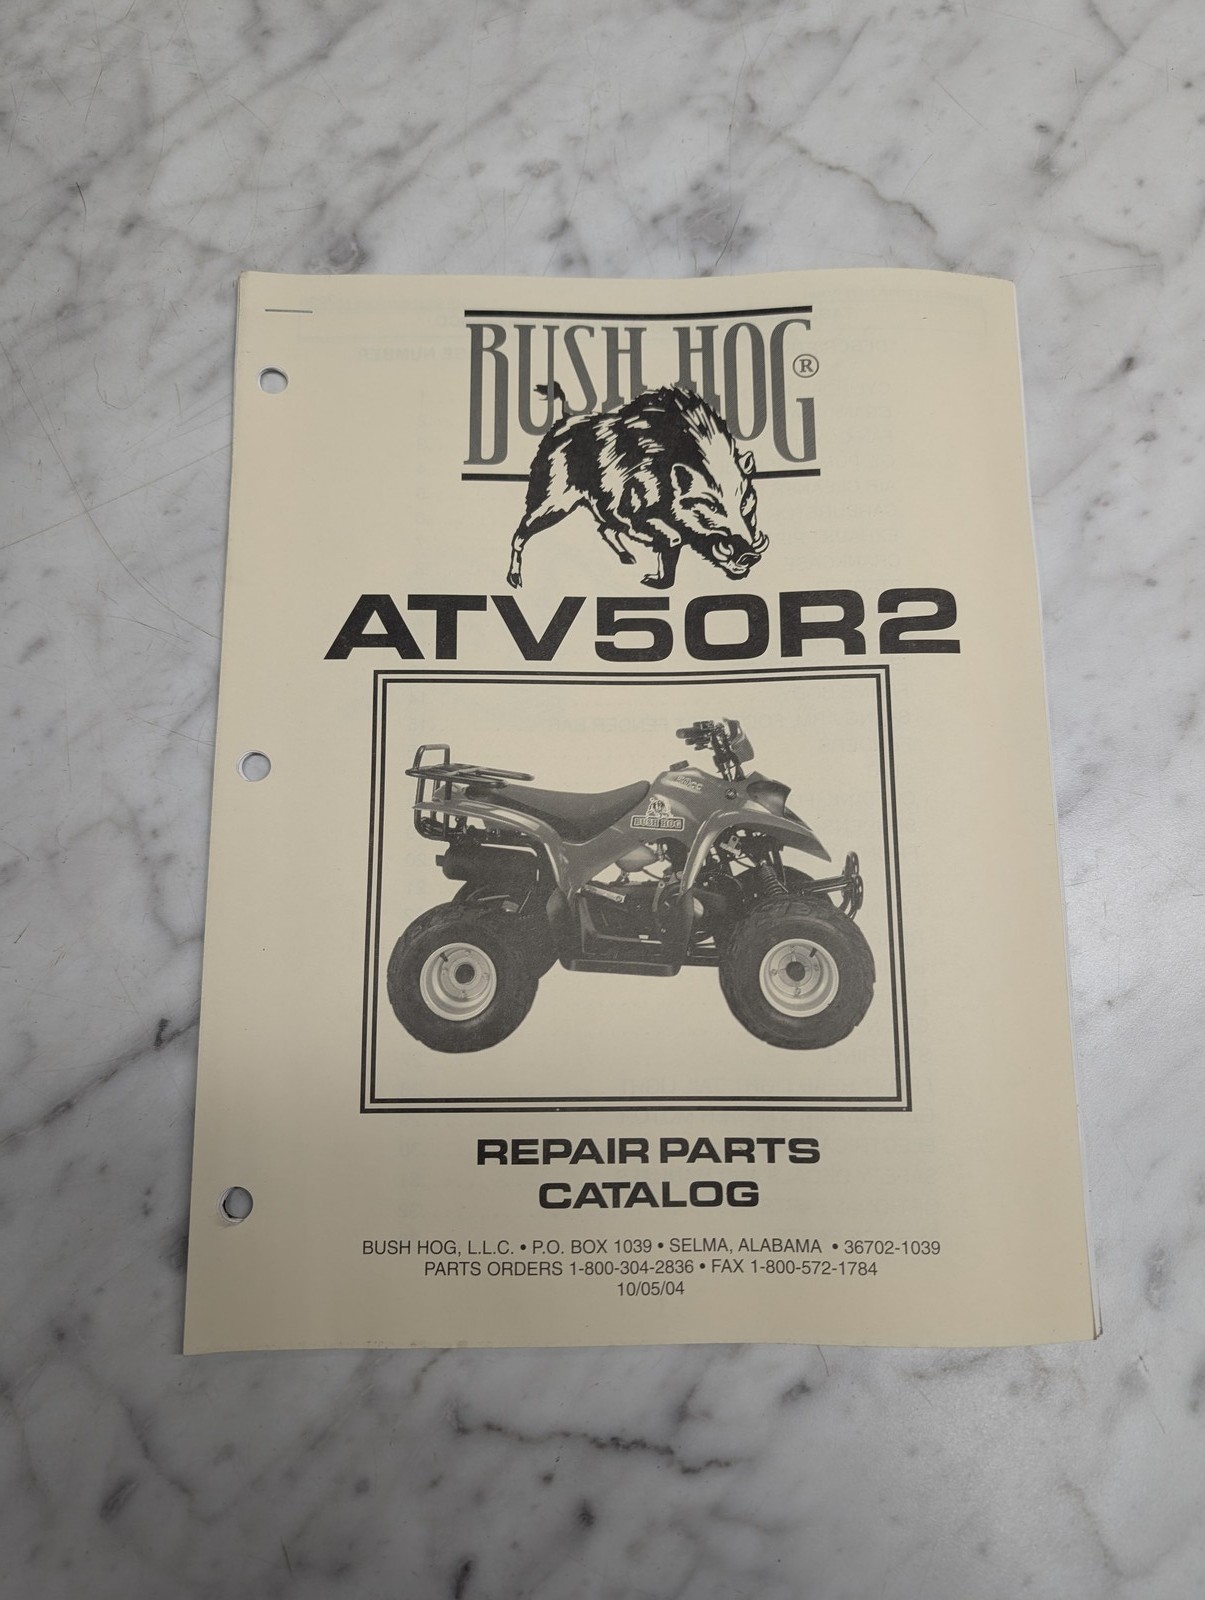 BUSH HOG®
ATV50R2
BUSH HOG
REPAIR PARTS
CATALOG
BUSH HOG, L.L.C. • P.O. BOX 1039 • SELMA, ALABAMA • 36702-1039
PARTS ORDERS 1-800-304-2836 • FAX 1-800-572-1784
10/05/04